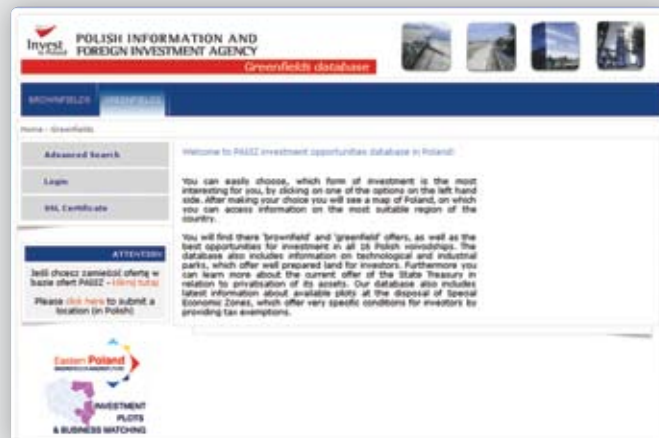 Invest
in Poland
POLISH INFORMATION AND
FOREIGN INVESTMENT AGENCY
Greenfields database
BROWNFIELDS GREENFIELDS
Home - Greenfields
Advanced Search
Login
SSL Certificate
ATTENTION
Jeśli chcesz zamieścić ofertę w
bazie ofert PAIiIZ - kliknij tutaj
Please click here to submit a
location (in Polish)
Eastern Poland
INVESTMENT
PLOTS
& BUSINESS MATCHING
Welcome to PAIiIZ investment opportunities database in Poland!
You can easily choose, which form of investment is the most
interesting for you, by clicking on one of the options on the left hand
side. After making your choice you will see a map of Poland, on which
you can access information on the most suitable region of the
country.
You will find there 'brownfield' and 'greenfield' offers, as well as the
best opportunities for investment in all 16 Polish voivodships. The
database also includes information on technological and industrial
parks, which offer well prepared land for investors. Furthermore you
can learn more about the current offer of the State Treasury in
relation to privatisation of its assets. Our database also includes
latest information about available plots at the disposal of Special
Economic Zones, which offer very specific conditions for investors by
providing tax exemptions.